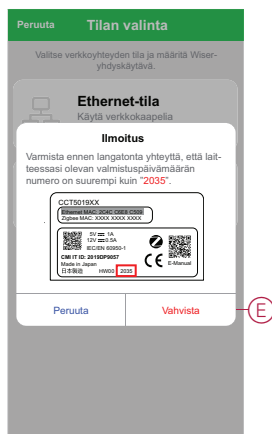 Peruuta
Tilan valinta
Valitse verkkoyhteyden tila ja määritä Wiser-
yhdyskäytävä.
Ethernet-tila
Käytä verkkokaapelia
Ilmoitus
Varmista ennen langatonta yhteyttä, että lait-
teessasi olevan valmistuspäivämäärän
numero on suurempi kuin "2035".
CCT5019XX
Ethernet MAC: 2C4C C6E9 C539
Zigbee MAC: XXXX XXXX XXXX
5V 1A
12V 0.5A
IEC/EN 60950-1
CMI IT ID: 2019DP9057
Made in Japan
日本製造
HW00
2035
E-Manual
Peruuta
Vahvista
E